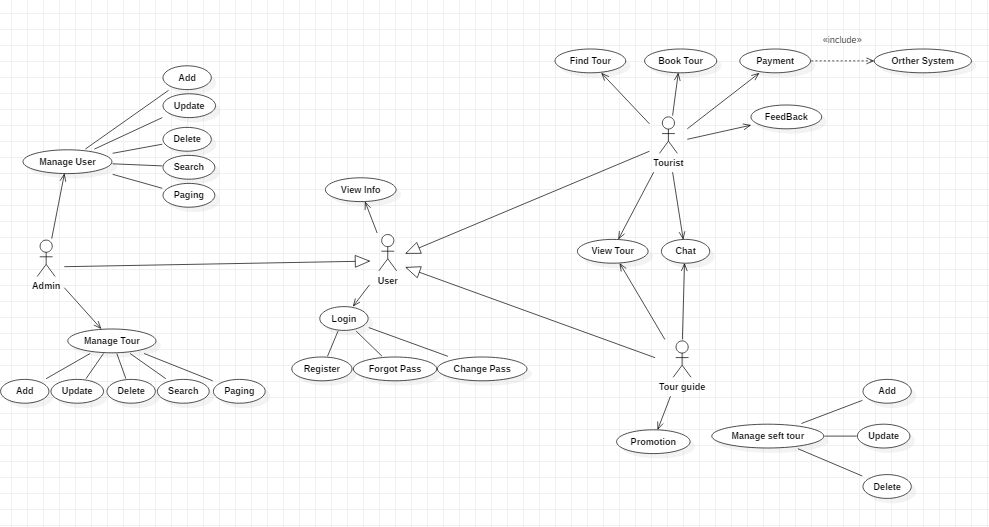 «include»
Find Tour
Book Tour
Payment
Orther System
Add
Update
FeedBack
Delete
Manage User
Search
Tourist
Paging
View Info
View Tour
Chat
Admin
User
Login
Manage Tour
Register
Forgot Pass
Change Pass
Tour guide
Add
Update
Delete
Search
Paging
Add
Promotion
Manage seft tour
Update
Delete